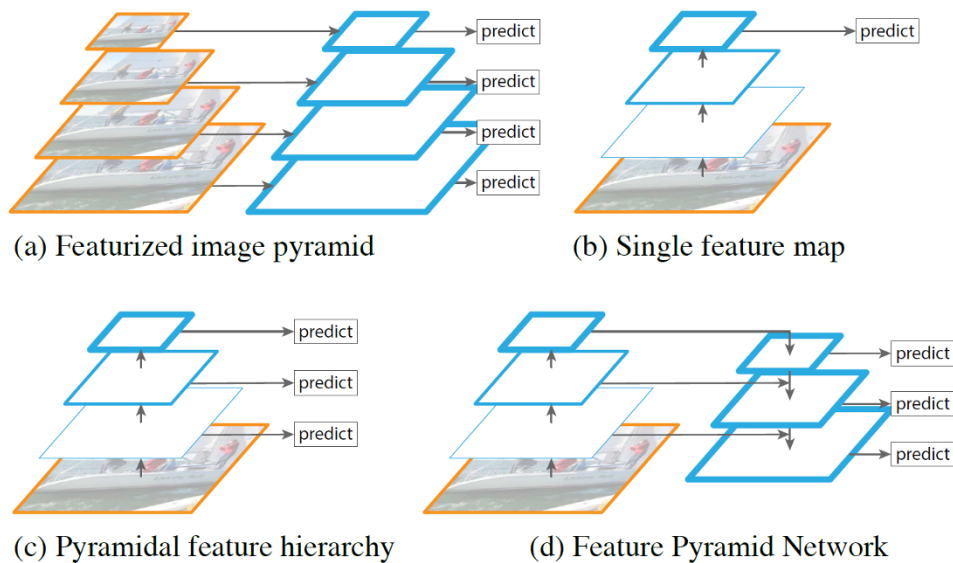 predict
predict
predict
predict
predict
(a) Featurized image pyramid
(b) Single feature map
predict
predict
predict
predict
predict
predict
(c) Pyramidal feature hierarchy
(d) Feature Pyramid Network